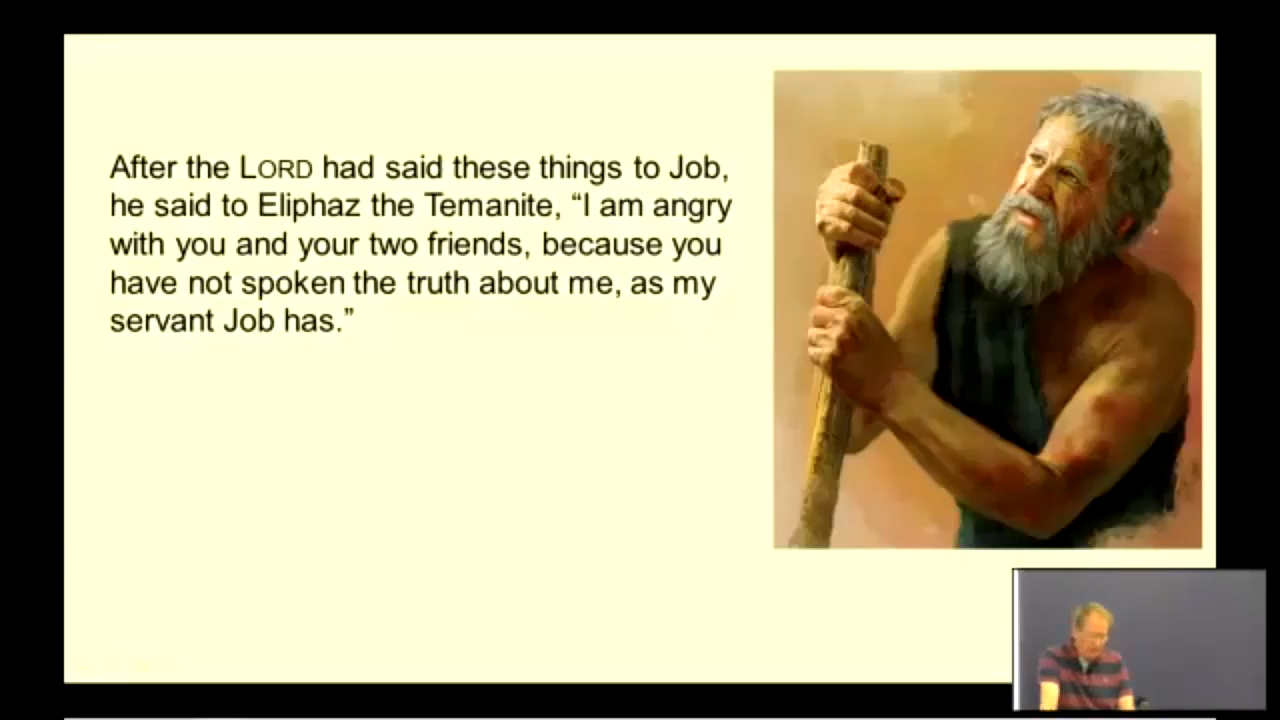 After the LORD had said these things to Job,
he said to Eliphaz the Temanite, “I am angry
with you and your two friends, because you
have not spoken the truth about me, as my
servant Job has.”